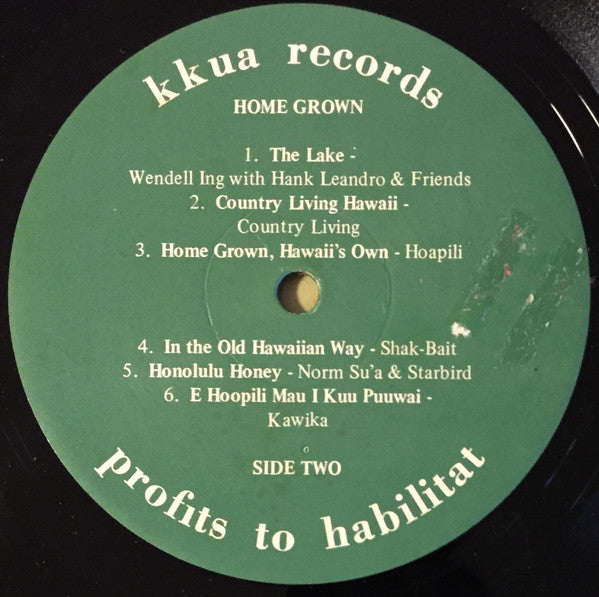 kkua records
HOME GROWN
1. The Lake -
Wendell Ing with Hank Leandro & Friends
2. Country Living Hawaii -
Country Living
3. Home Grown, Hawaii's Own - Hoapili
4. In the Old Hawaiian Way - Shak-Bait
5. Honolulu Honey - Norm Su'a & Starbird
6. E Hoopili Mau I Kuu Puuwai -
Kawika
SIDE TWO
profits to habilitat